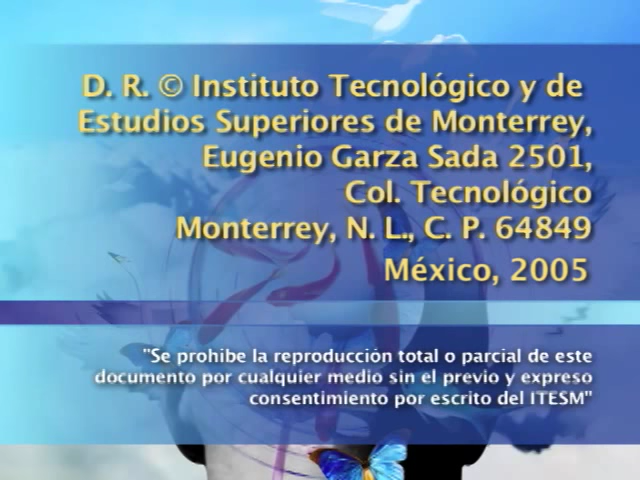 D. R. © Instituto Tecnológico y de
Estudios Superiores de Monterrey,
Eugenio Garza Sada 2501,
Col. Tecnológico
Monterrey, N. L., C. P. 64849
México, 2005
"Se prohibe la reproducción total o parcial de este
documento por cualquier medio sin el previo y expreso
consentimiento por escrito del ITESM"